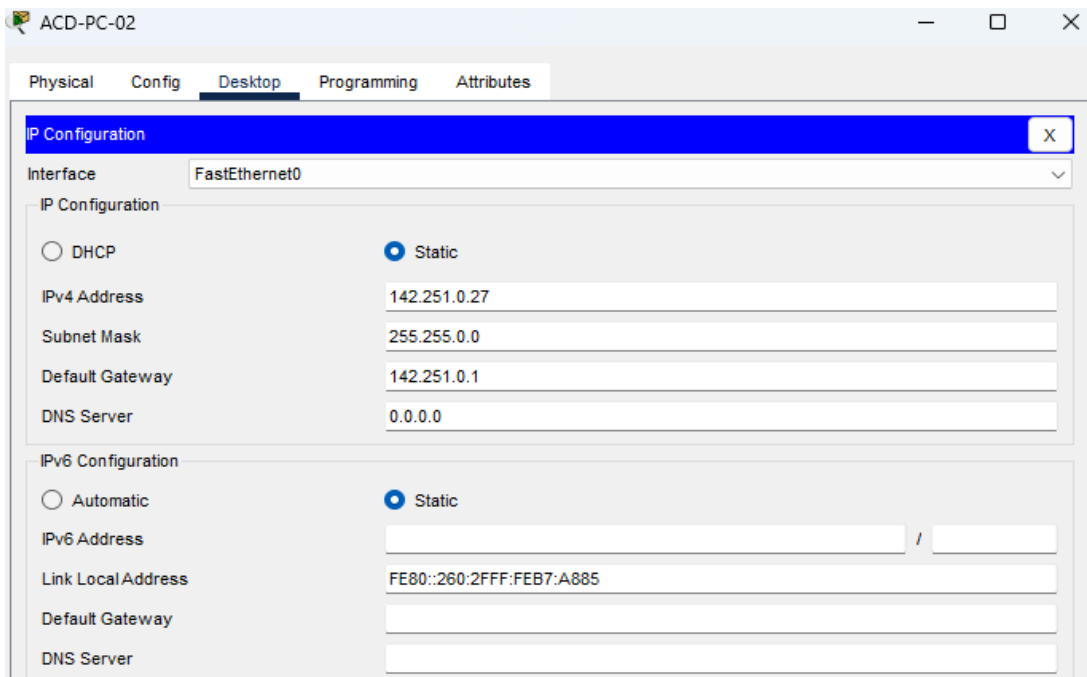 ACD-PC-02
Physical Config Desktop Programming Attributes
IP Configuration X
Interface FastEthernet0
IP Configuration
DHCP Static
IPv4 Address 142.251.0.27
Subnet Mask 255.255.0.0
Default Gateway 142.251.0.1
DNS Server 0.0.0.0
IPv6 Configuration
Automatic Static
IPv6 Address /
Link Local Address FE80::260:2FFF:FEB7:A885
Default Gateway
DNS Server